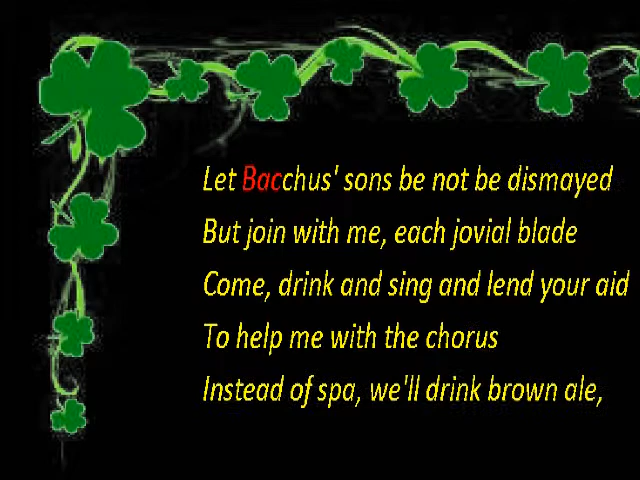 Let Bacchus' sons be not be dismayed
But join with me, each jovial blade
Come, drink and sing and lend your aid
To help me with the chorus
Instead of spa, we'll drink brown ale,